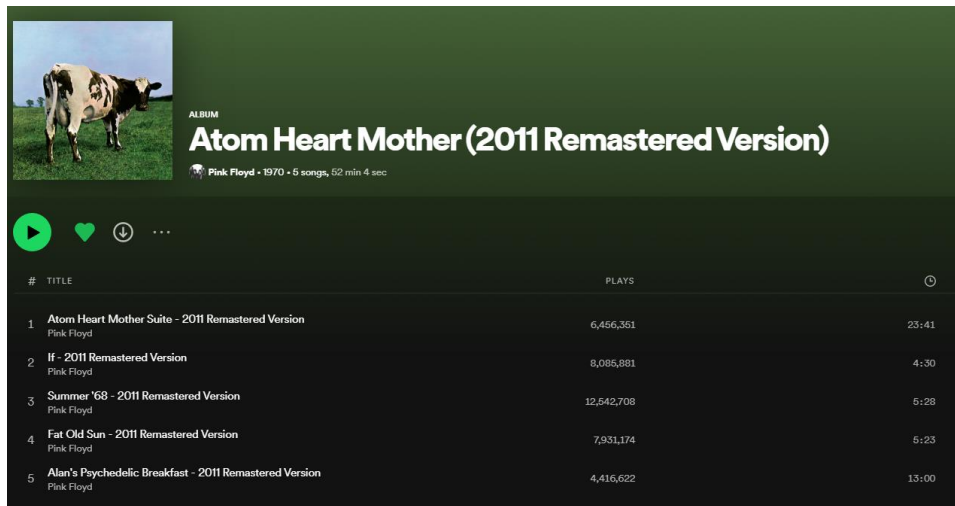 ALBUM
Atom Heart Mother (2011 Remastered Version)
Pink Floyd • 1970 • 5 songs, 52 min 4 sec
# TITLE PLAYS
1 Atom Heart Mother Suite - 2011 Remastered Version 6,456,351 23:41
Pink Floyd
2 If - 2011 Remastered Version 8,085,881 4:30
Pink Floyd
3 Summer '68 - 2011 Remastered Version 12,542,708 5:28
Pink Floyd
4 Fat Old Sun - 2011 Remastered Version 7,931,174 5:23
Pink Floyd
5 Alan's Psychedelic Breakfast - 2011 Remastered Version 4,416,622 13:00
Pink Floyd